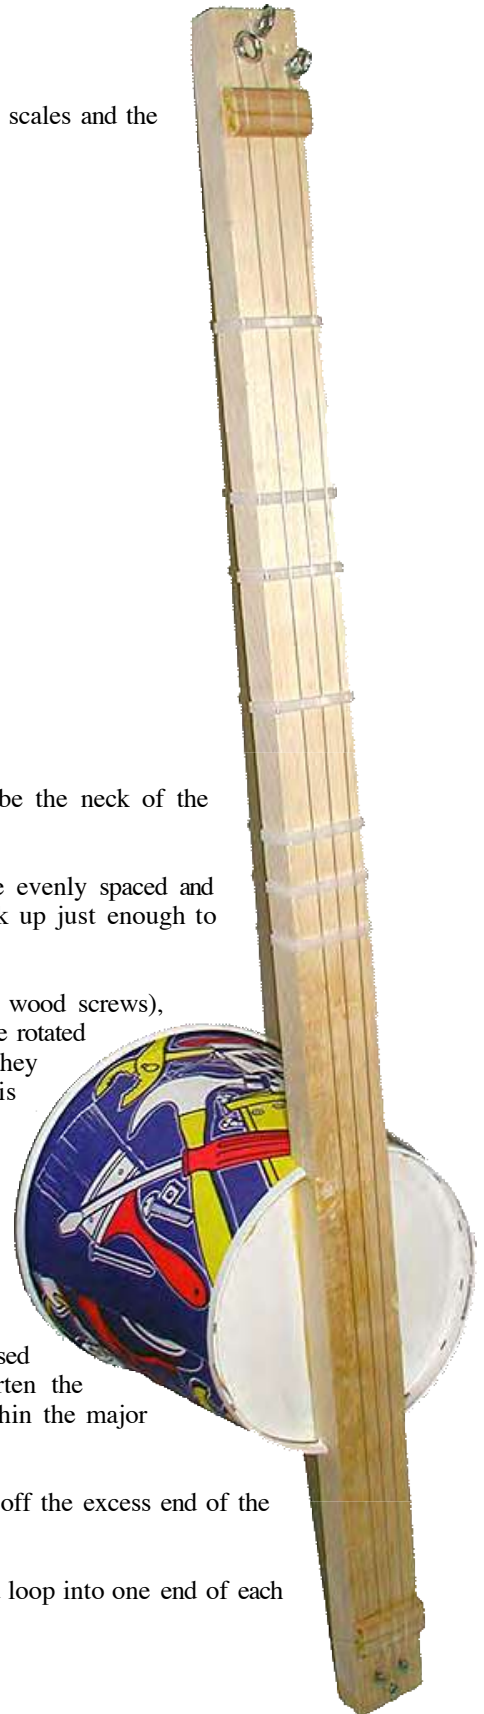 scales and the
be the neck of the
evenly spaced and
up just enough to
wood screws),
rotated
hey
is
sed
rten the
hin the major
off the excess end of the
loop into one end of each